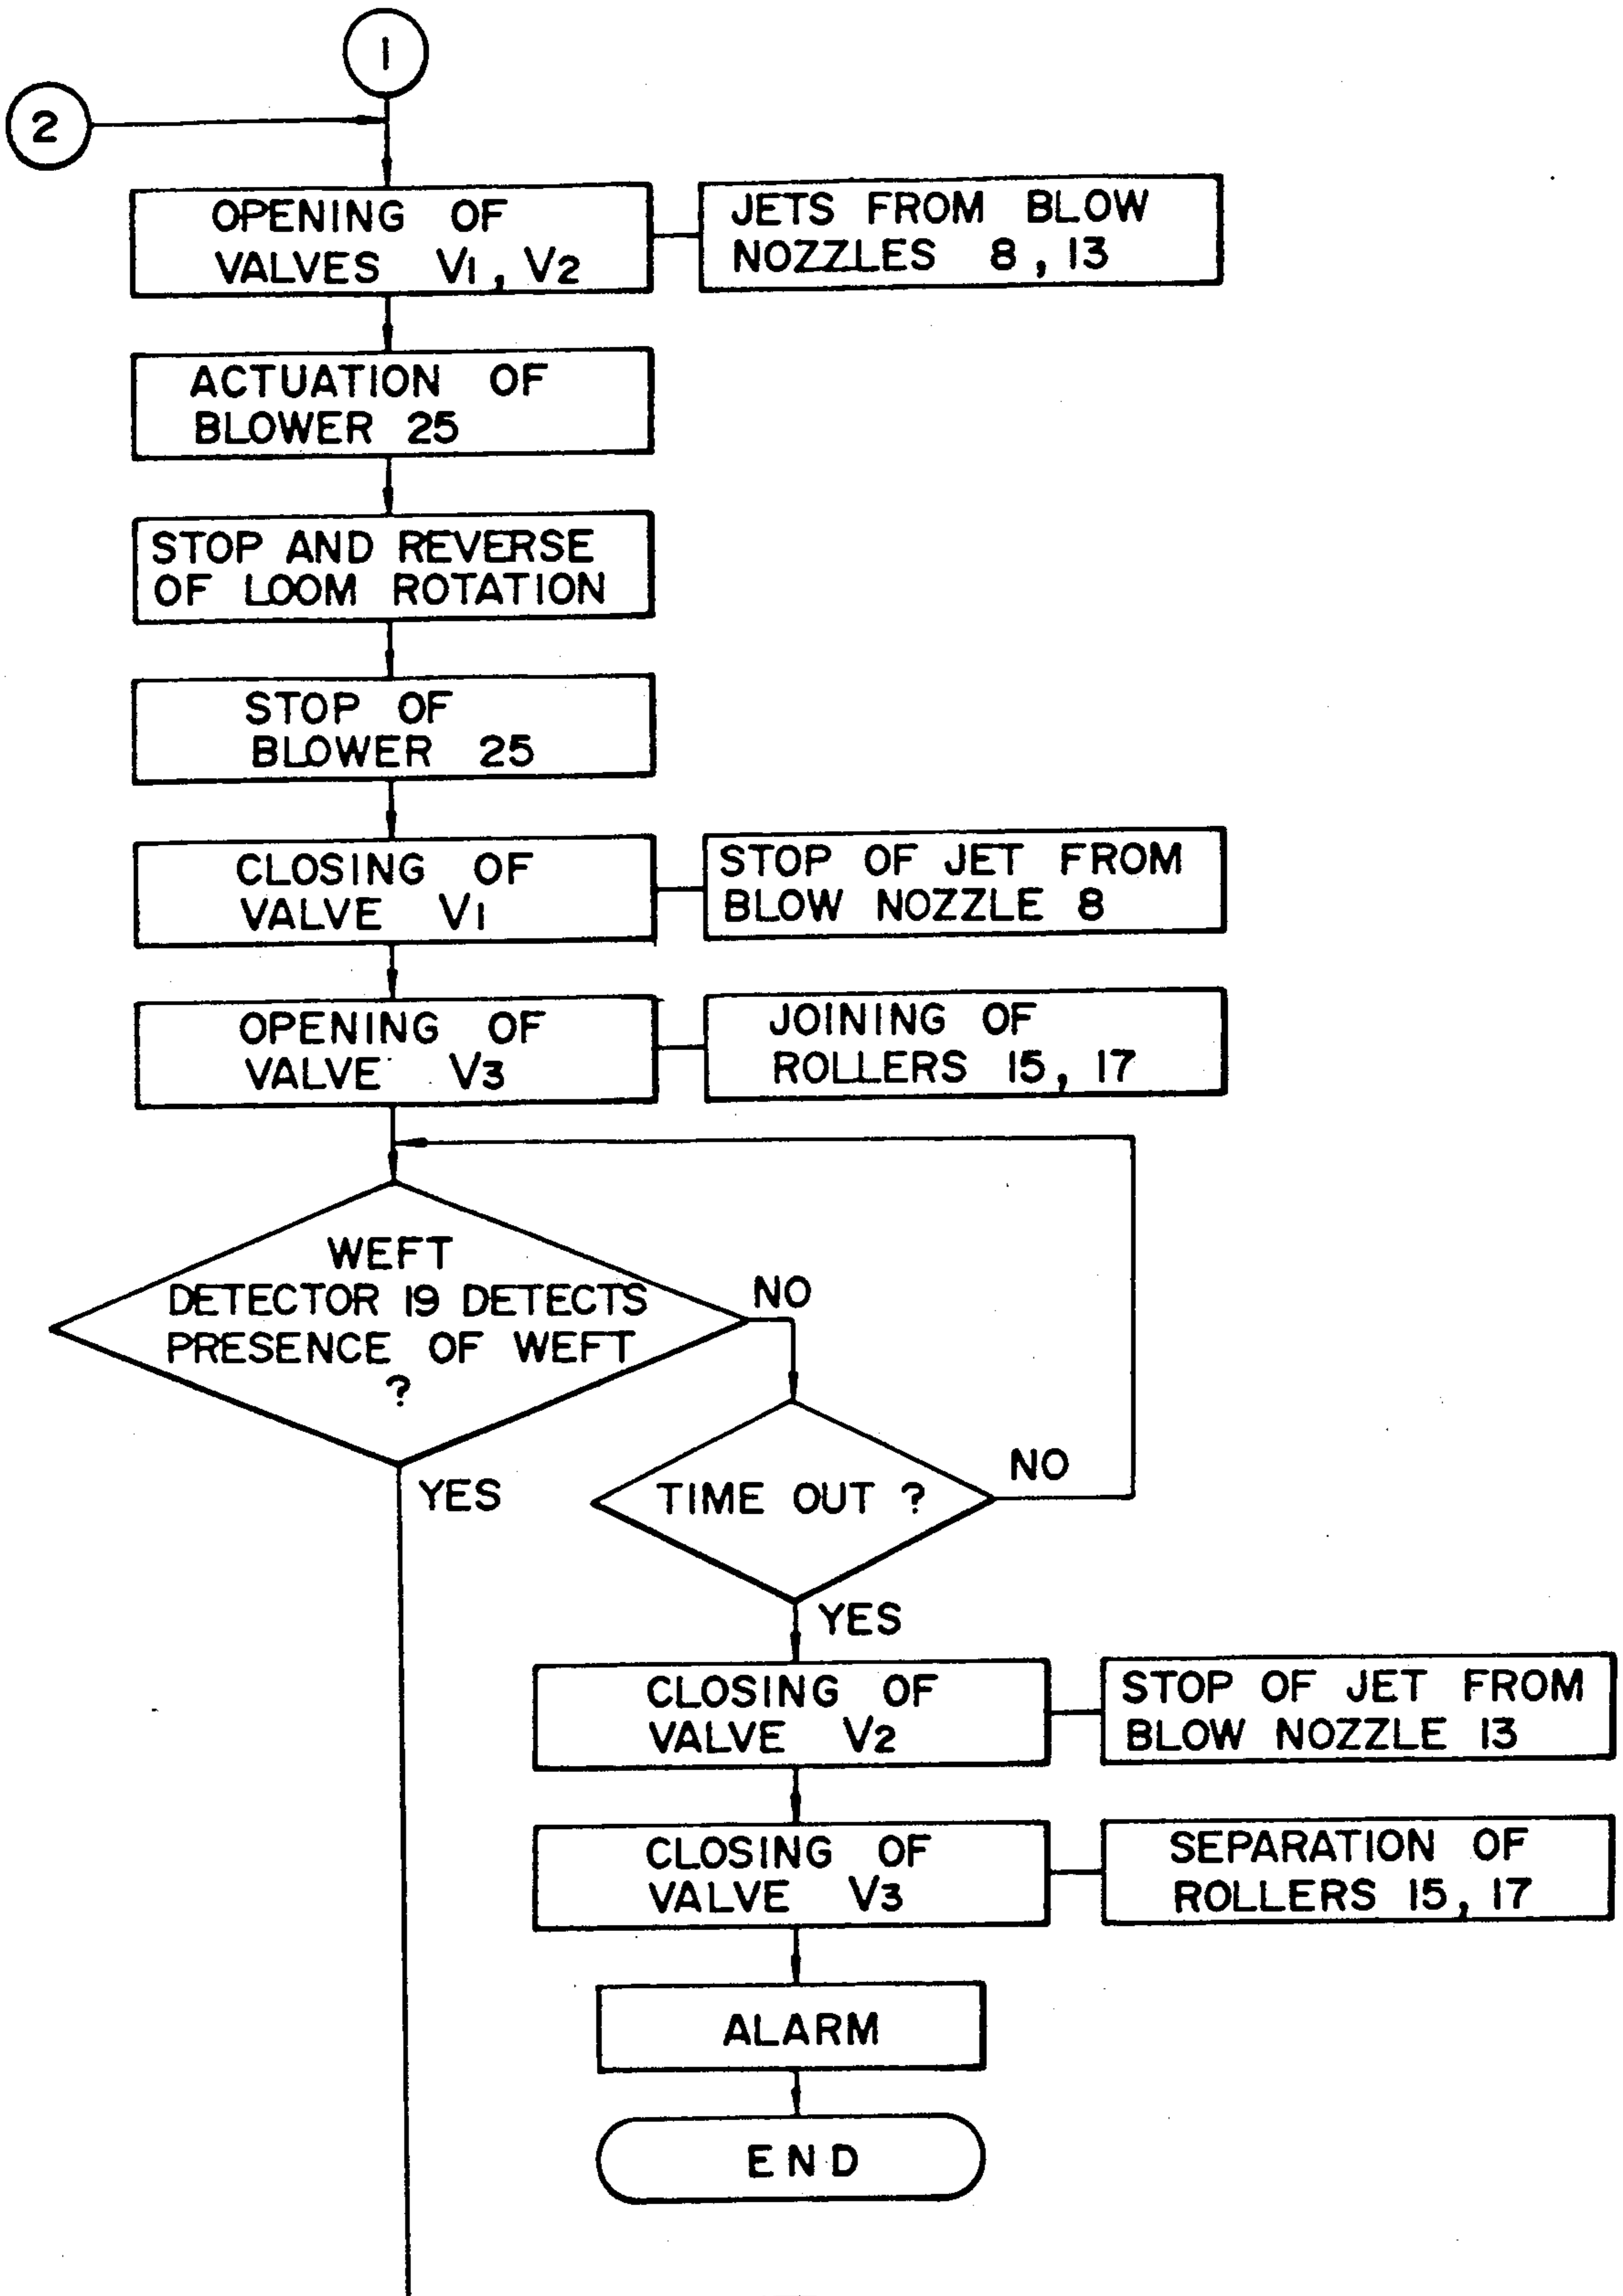 1
2
OPENING OF
VALVES V1, V2
JETS FROM BLOW
NOZZLES 8, 13
ACTUATION OF
BLOWER 25
STOP AND REVERSE
OF LOOM ROTATION
STOP OF
BLOWER 25
CLOSING OF
VALVE V1
STOP OF JET FROM
BLOW NOZZLE 8
OPENING OF
VALVE V3
JOINING OF
ROLLERS 15, 17
WEFT
DETECTOR 19 DETECTS
PRESENCE OF WEFT
?
NO
YES
TIME OUT ?
NO
YES
CLOSING OF
VALVE V2
STOP OF JET FROM
BLOW NOZZLE 13
CLOSING OF
VALVE V3
SEPARATION OF
ROLLERS 15, 17
ALARM
END